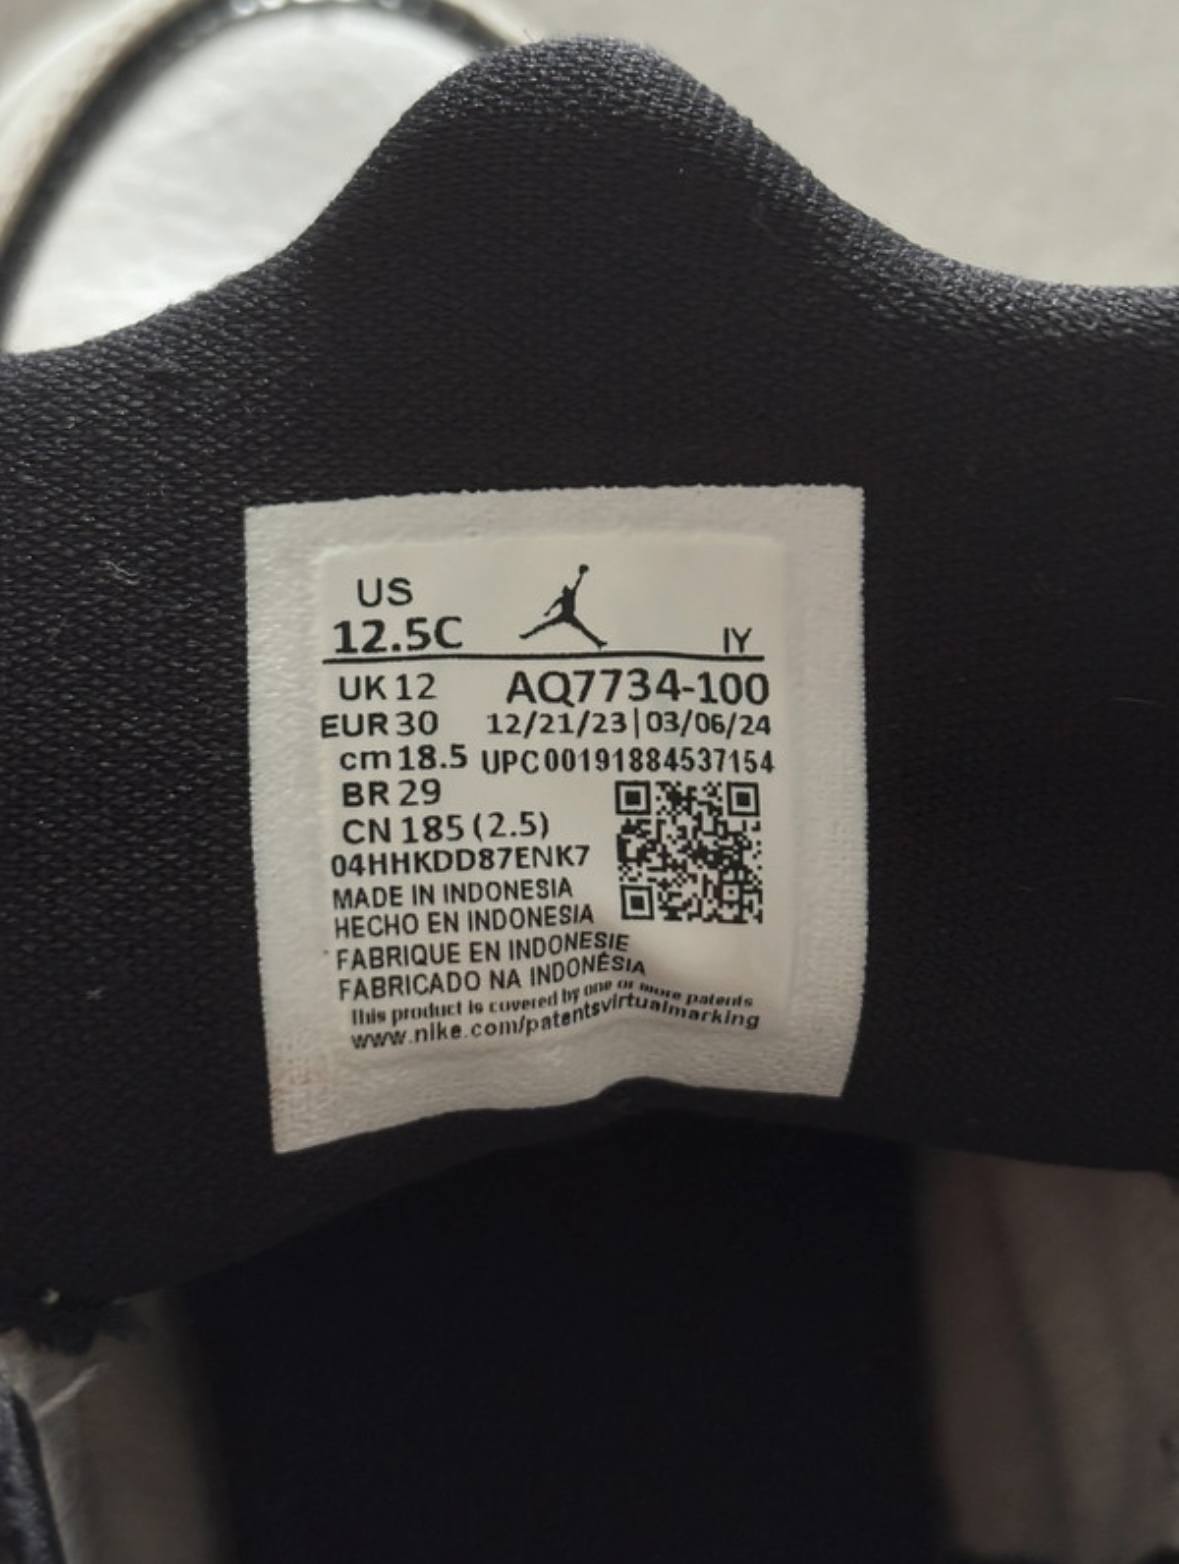 US
12.5C IY
UK 12 AQ7734-100
EUR 30 12/21/23|03/06/24
cm 18.5 UPC00191884537154
BR 29
CN 185 (2.5)
04HHKDD87ENK7
MADE IN INDONESIA
HECHO EN INDONESIA
FABRIQUE EN INDONESIE
FABRICADO NA INDONÉSIA
This product is covered by one or more patents
www.nike.com/patentsvirtualmarking